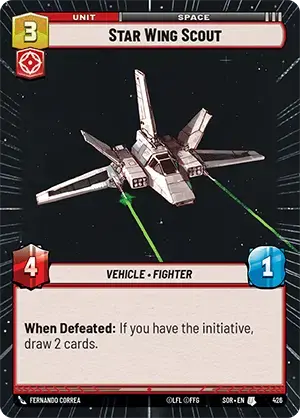 3
UNIT
SPACE
STAR WING SCOUT
4
VEHICLE • FIGHTER
1
When Defeated: If you have the initiative,
draw 2 cards.
FERNANDO CORREA
©LFL ©FFG
SOR • EN
U
426